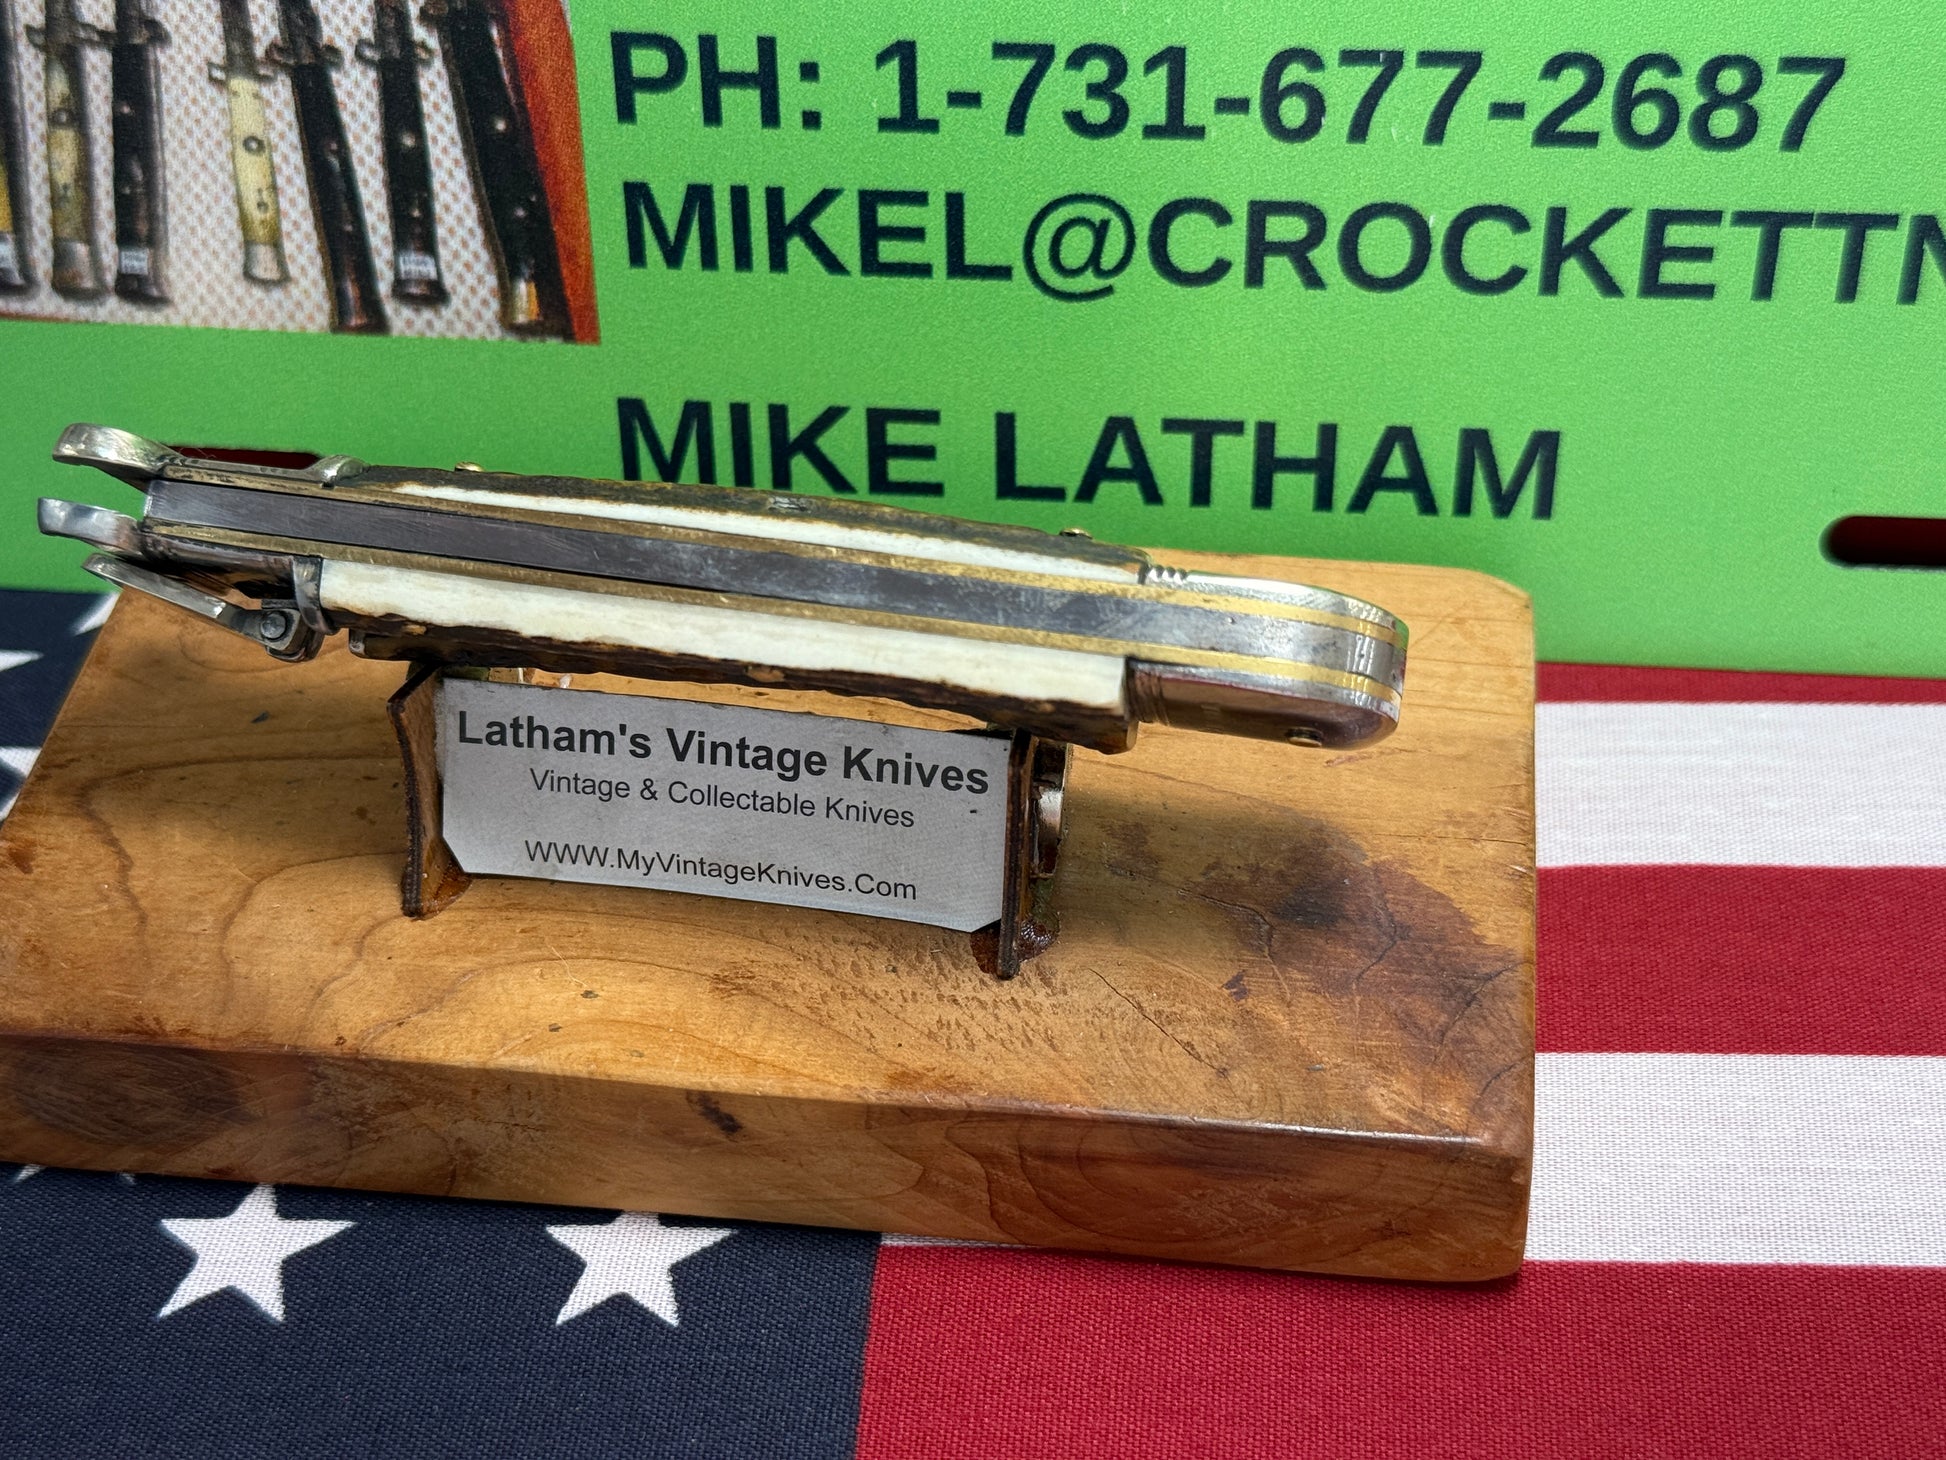 PH: 1-731-677-2687
MIKEL@CROCKETTN
MIKE LATHAM
Latham's Vintage Knives
Vintage & Collectable Knives
WWW.MyVintageKnives.Com